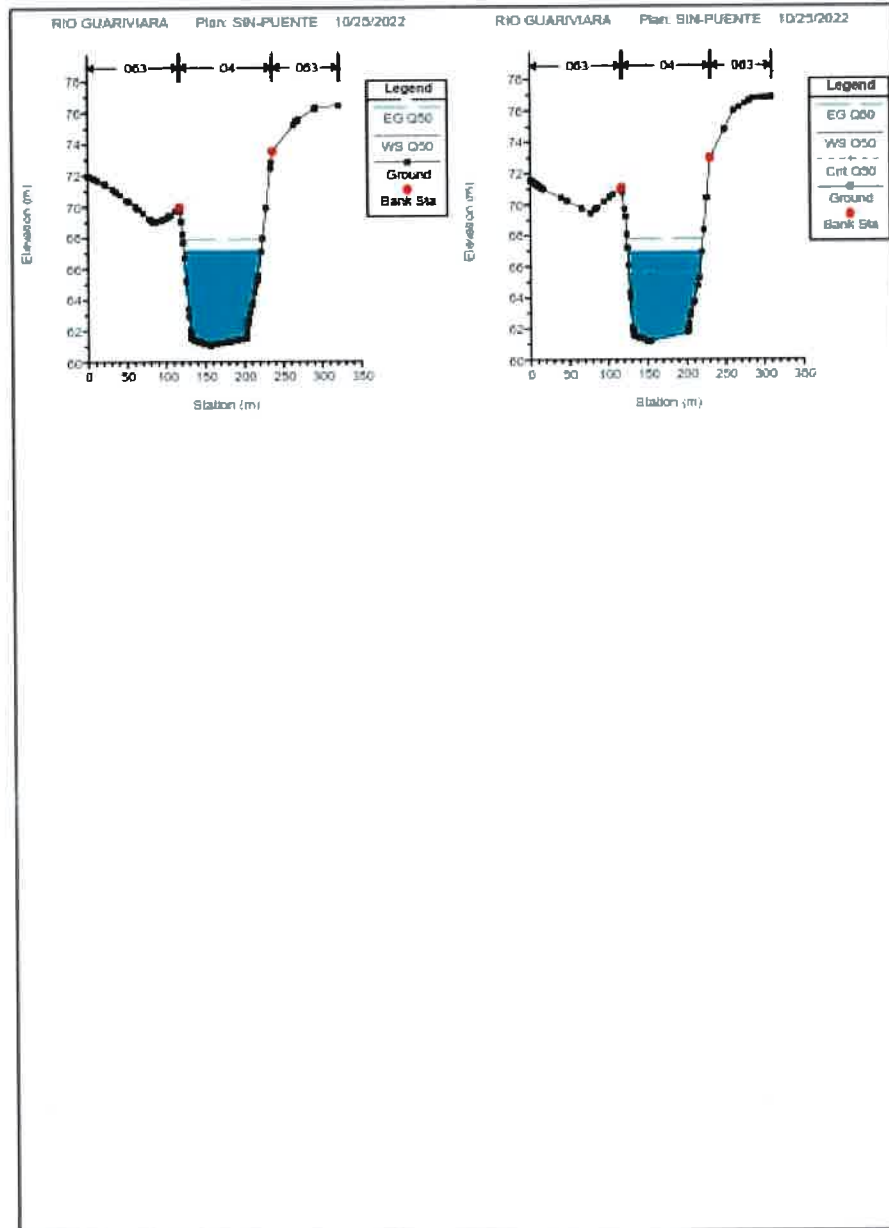 RIO GUARIVIARA Plan: SIN-PUENTE 10/25/2022
063 04 063
Legend
EG Q50
WS Q50
Ground
Bank Sta
Elevation (m)
78
76
74
72
70
68
66
64
62
60
0 50 100 150 200 250 300 350
Station (m)
RIO GUARIVIARA Plan: SIN-PUENTE 10/25/2022
063 04 063
Legend
EG Q50
WS Q50
Crit Q50
Ground
Bank Sta
Elevation (m)
78
76
74
72
70
68
66
64
62
60
0 50 100 150 200 250 300 350
Station (m)